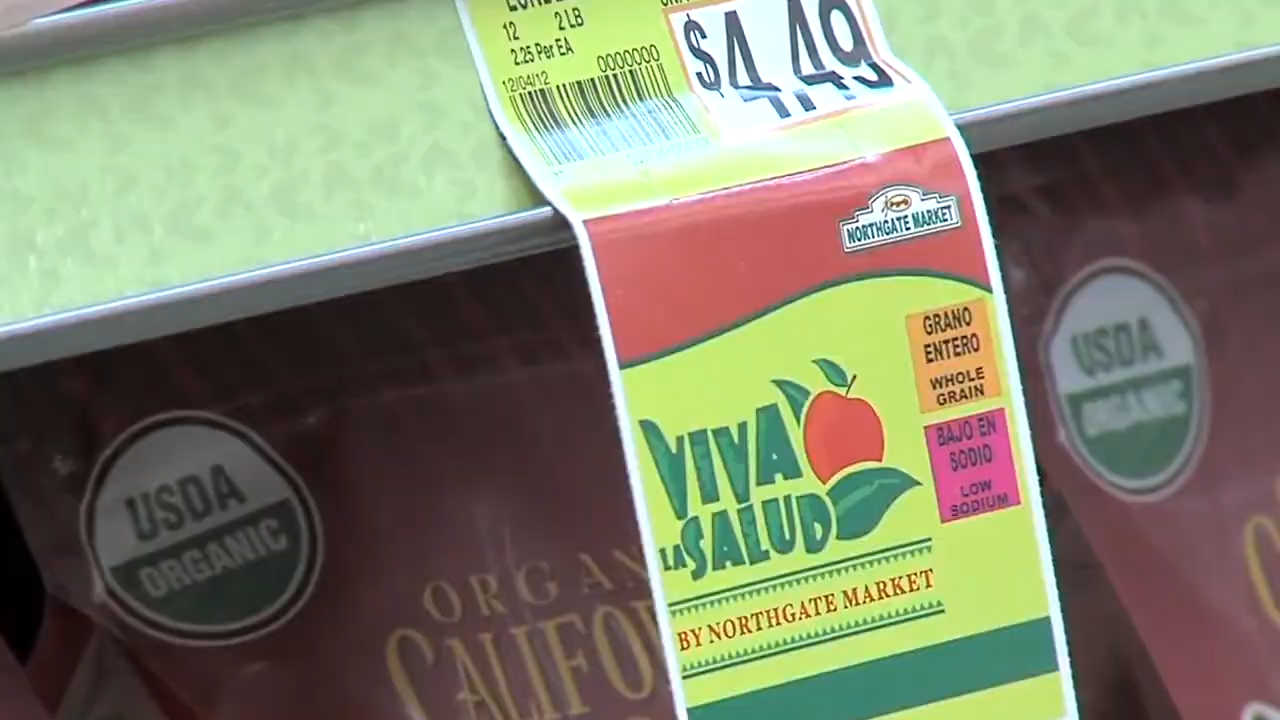 12 2 LB
2.25 Per EA
12/04/12 0000000
$4.49
NORTHGATE MARKET
GRANO
ENTERO
WHOLE
GRAIN
BAJO EN
SODIO
LOW
SODIUM
VIVA
LA SALUD
BY NORTHGATE MARKET
USDA
ORGANIC
USDA
ORGANIC